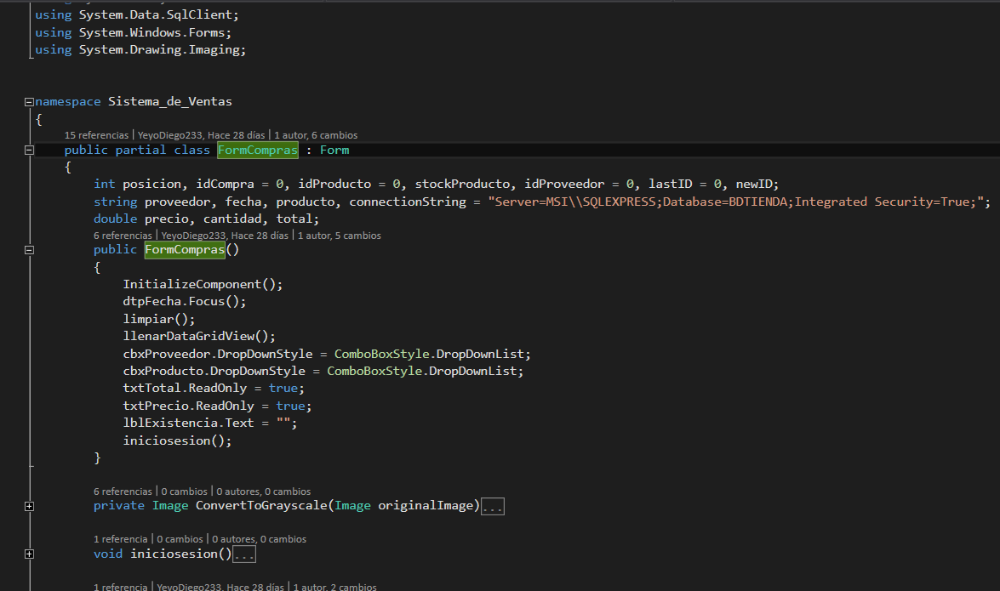 using System.Data.SqlClient;
using System.Windows.Forms;
using System.Drawing.Imaging;
namespace Sistema_de_Ventas
{
15 referencias | YeyoDiego233, Hace 28 días | 1 autor, 6 cambios
public partial class FormCompras : Form
{
int posicion, idCompra = 0, idProducto = 0, stockProducto, idProveedor = 0, lastID = 0, newID;
string proveedor, fecha, producto, connectionString = "Server=MSI\\SQLEXPRESS;Database=BDTIENDA;Integrated Security=True;";
double precio, cantidad, total;
6 referencias | YeyoDiego233, Hace 28 días | 1 autor, 5 cambios
public FormCompras()
{
InitializeComponent();
dtpFecha.Focus();
limpiar();
llenarDataGridView();
cbxProveedor.DropDownStyle = ComboBoxStyle.DropDownList;
cbxProducto.DropDownStyle = ComboBoxStyle.DropDownList;
txtTotal.ReadOnly = true;
txtPrecio.ReadOnly = true;
lblExistencia.Text = "";
iniciosesion();
}
6 referencias | 0 cambios | 0 autores, 0 cambios
private Image ConvertToGrayscale(Image originalImage)...
1 referencia | 0 cambios | 0 autores, 0 cambios
void iniciosesion()...
1 referencia | YeyoDiego233, Hace 28 días | 1 autor, 2 cambios